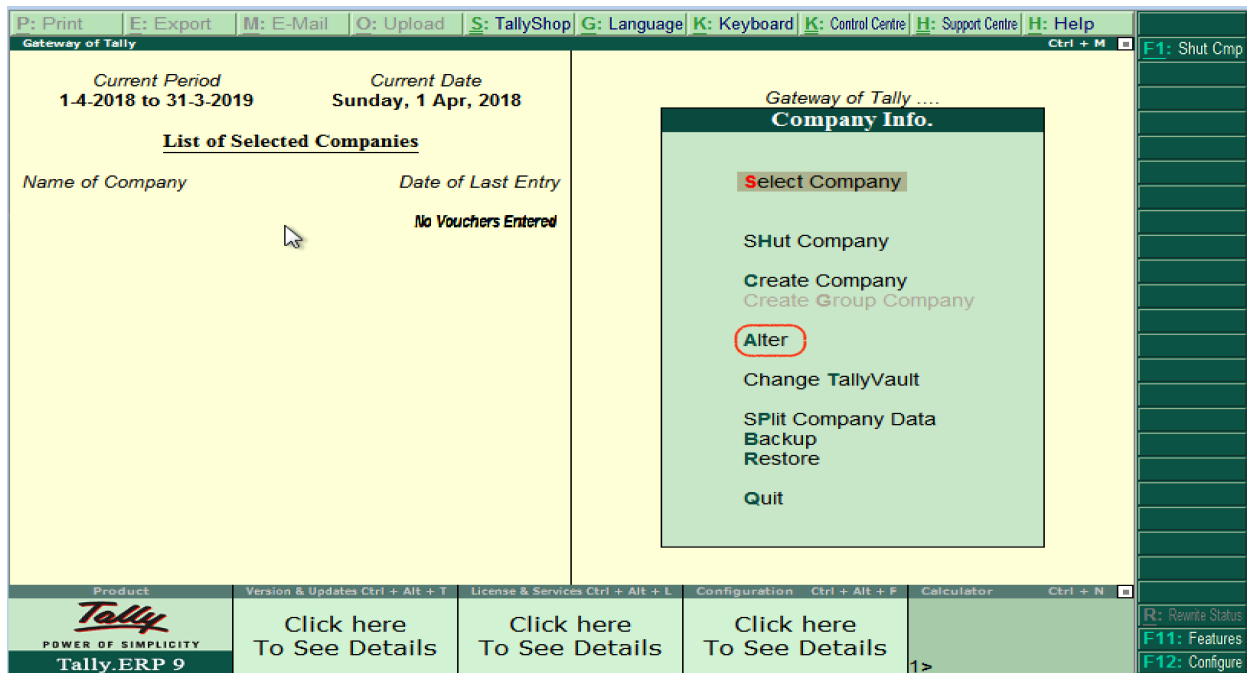 P: Print E: Export M: E-Mail O: Upload S: TallyShop G: Language K: Keyboard K: Control Centre H: Support Centre H: Help
Gateway of Tally Ctrl + M
Current Period Current Date
1-4-2018 to 31-3-2019 Sunday, 1 Apr, 2018
List of Selected Companies
Name of Company Date of Last Entry
No Vouchers Entered
Gateway of Tally ....
Company Info.
Select Company
SHut Company
Create Company
Create Group Company
Alter
Change TallyVault
SPlit Company Data
Backup
Restore
Quit
F1: Shut Cmp
R: Rewrite Status
F11: Features
F12: Configure
Product
Tally
POWER OF SIMPLICITY
Tally.ERP 9
Version & Updates Ctrl + Alt + T
Click here
To See Details
License & Services Ctrl + Alt + L
Click here
To See Details
Configuration Ctrl + Alt + F
Click here
To See Details
Calculator Ctrl + N
1>